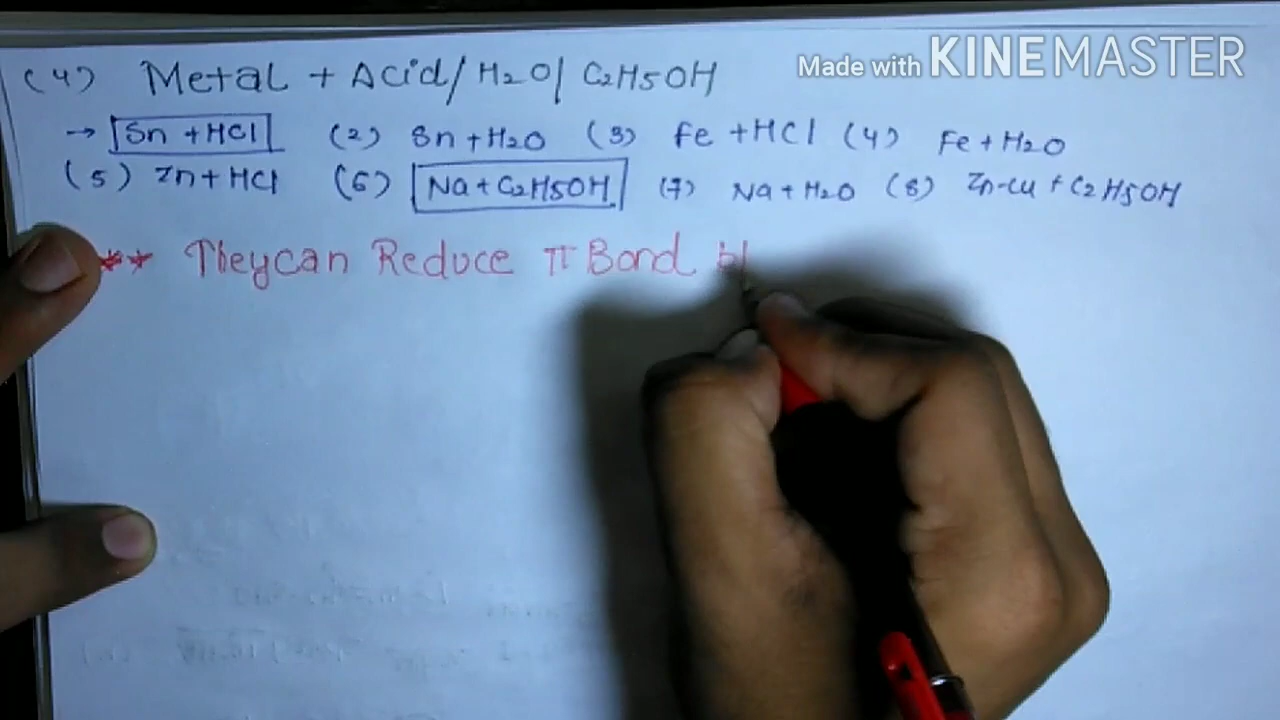 Made with KINEMASTER
(4) Metal + Acid/H2O/ C2H5OH
→ Sn + HCl (2) Sn + H2O (3) Fe + HCl (4) Fe + H2O
(5) Zn + HCl (6) Na + C2H5OH (7) Na + H2O (8) Zn-Cu + C2H5OH
** They can Reduce π Bond b/